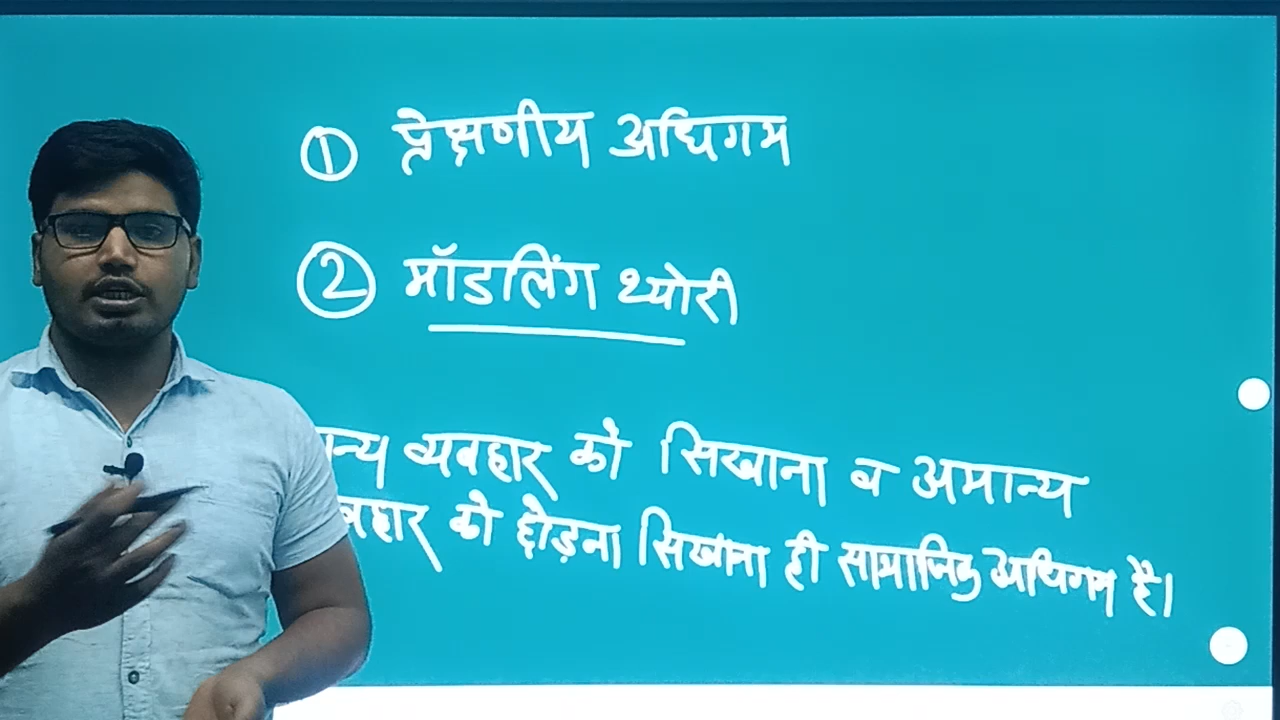 ① प्रेक्षणीय अधिगम
② मॉडलिंग थ्योरी
व्यवहार को सिखाना व अमान्य
को छोड़ना सिखाना ही सामाजिक अधिगम है।